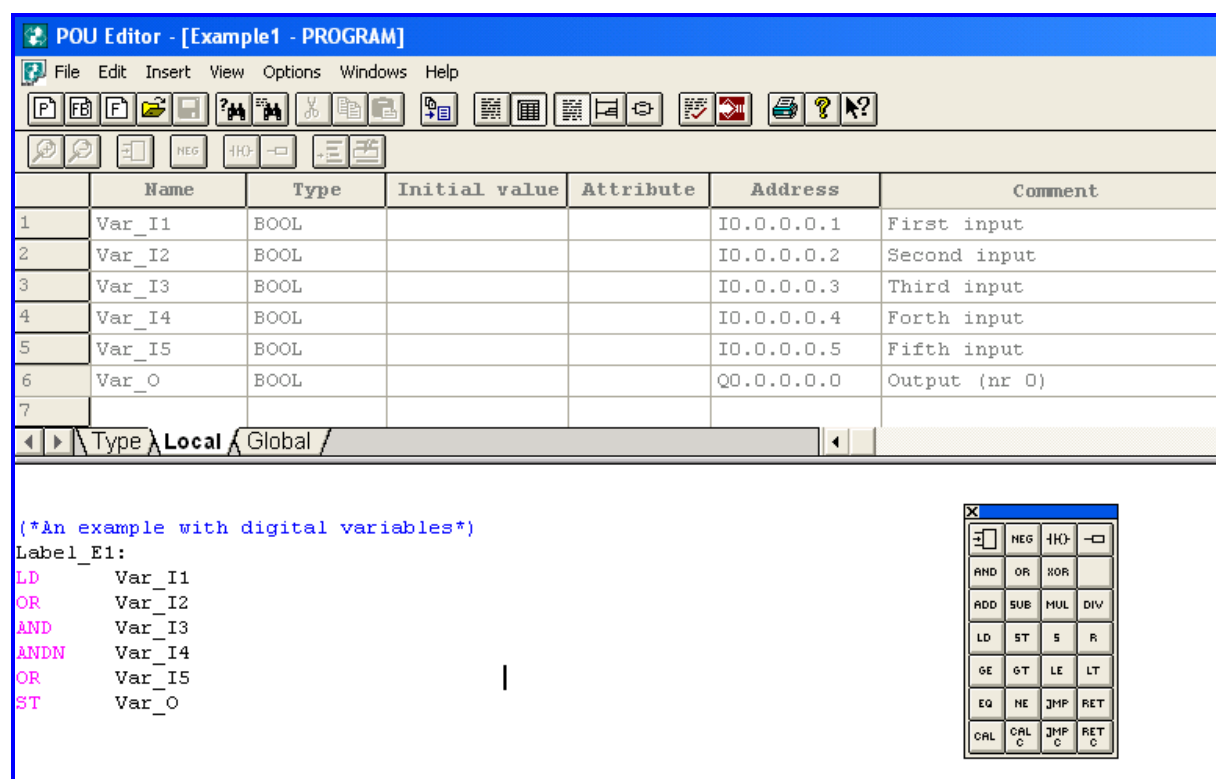 POU Editor - [Example1 - PROGRAM]
File Edit Insert View Options Windows Help
NEG
Name Type Initial value Attribute Address Comment
1 Var_I1 BOOL I0.0.0.0.1 First input
2 Var_I2 BOOL I0.0.0.0.2 Second input
3 Var_I3 BOOL I0.0.0.0.3 Third input
4 Var_I4 BOOL I0.0.0.0.4 Forth input
5 Var_I5 BOOL I0.0.0.0.5 Fifth input
6 Var_O BOOL Q0.0.0.0.0 Output (nr 0)
7
Type Local Global
(*An example with digital variables*)
Label_E1:
LD Var_I1
OR Var_I2
AND Var_I3
ANDN Var_I4
OR Var_I5
ST Var_O
NEG
AND OR XOR
ADD SUB MUL DIV
LD ST S R
GE GT LE LT
EQ NE JMP RET
CAL CAL C JMP C RET C